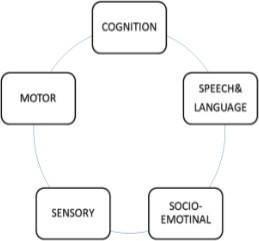 COGNITION
SPEECH&
LANGUAGE
SOCIO-
EMOTINAL
SENSORY
MOTOR